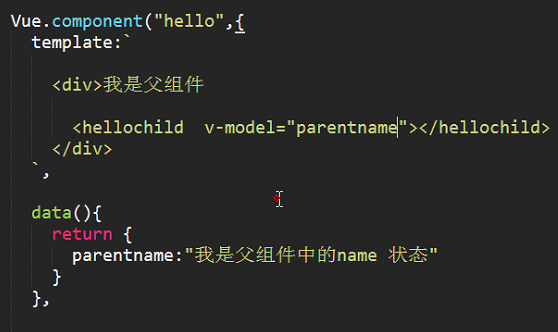 Vue.component("hello",{
template:`
<div>我是父组件
<hellochild  v-model="parentname"></hellochild>
</div>
`,
data(){
return {
parentname:"我是父组件中的name 状态"
}
},